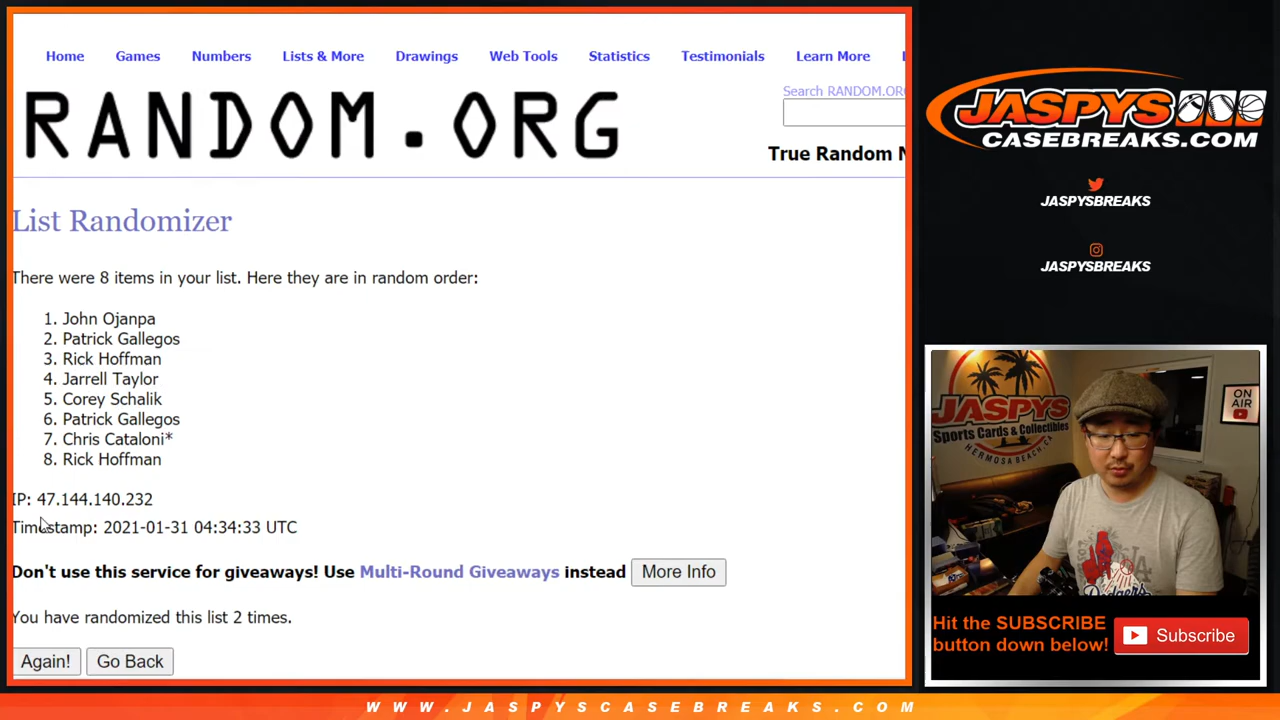 Home Games Numbers Lists & More Drawings Web Tools Statistics Testimonials Learn More
RANDOM.ORG
Search RANDOM.ORG
True Random N
List Randomizer
There were 8 items in your list. Here they are in random order:
1. John Ojanpa
2. Patrick Gallegos
3. Rick Hoffman
4. Jarrell Taylor
5. Corey Schalik
6. Patrick Gallegos
7. Chris Cataloni*
8. Rick Hoffman
IP: 47.144.140.232
Timestamp: 2021-01-31 04:34:33 UTC
Don't use this service for giveaways! Use Multi-Round Giveaways instead More Info
You have randomized this list 2 times.
Again! Go Back
JASPYS
CASEBREAKS.COM
JASPYSBREAKS
JASPYSBREAKS
JASPYS
Sports Cards & Collectibles
HERMOSA BEACH, CA
ON
AIR
Dodgers
Hit the SUBSCRIBE
button down below!
Subscribe
WWW.JASPYSCASEBREAKS.COM